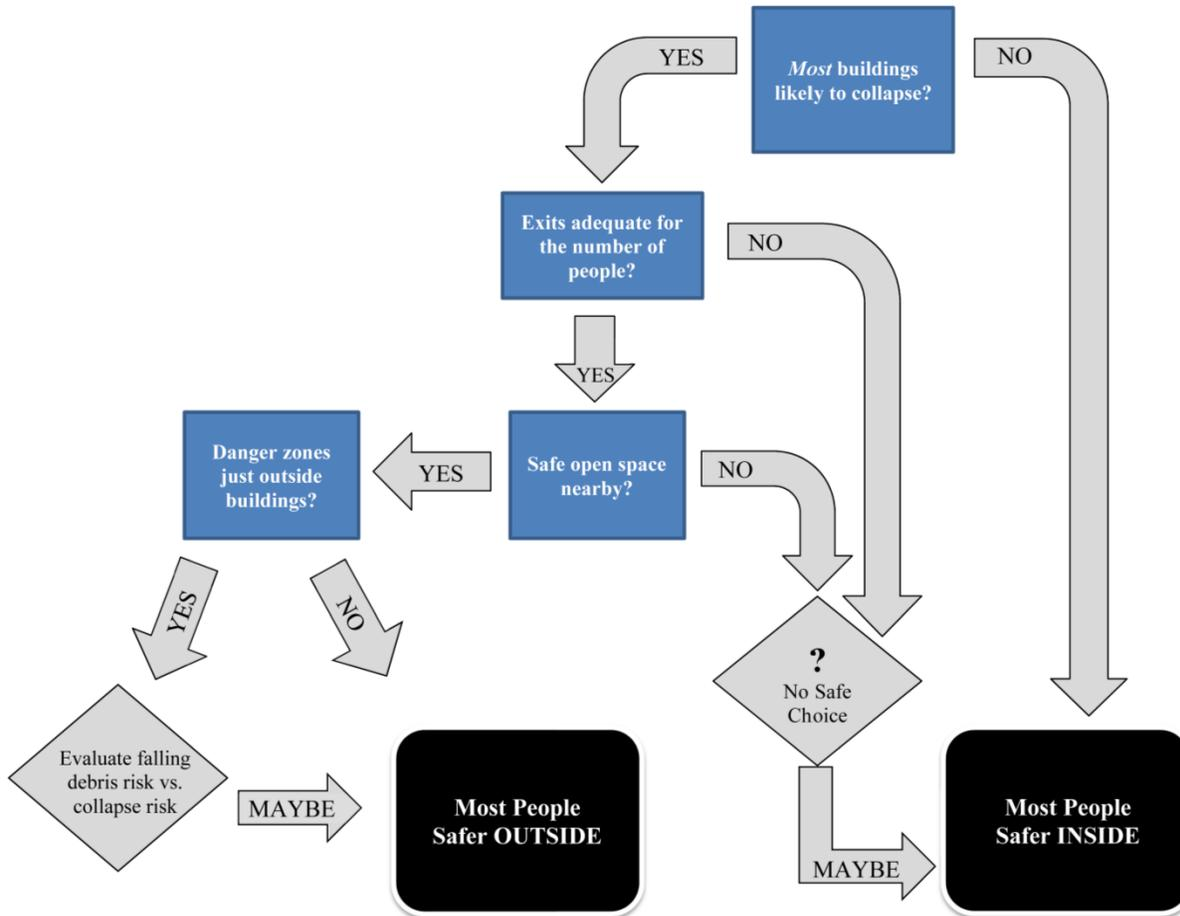 Most buildings
likely to collapse?
YES
NO
Exits adequate for
the number of
people?
NO
YES
Danger zones
just outside
buildings?
YES
Safe open space
nearby?
NO
YES
NO
?
No Safe
Choice
Evaluate falling
debris risk vs.
collapse risk
MAYBE
Most People
Safer OUTSIDE
MAYBE
Most People
Safer INSIDE